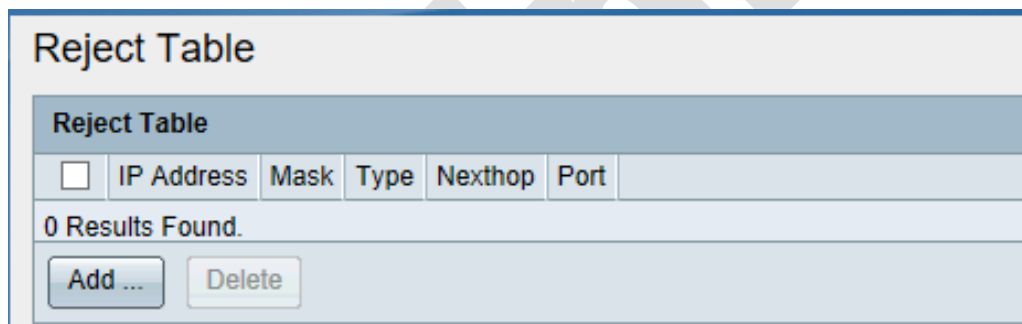 Reject Table
Reject Table
IP Address Mask Type Nexthop Port
0 Results Found.
Add ... Delete